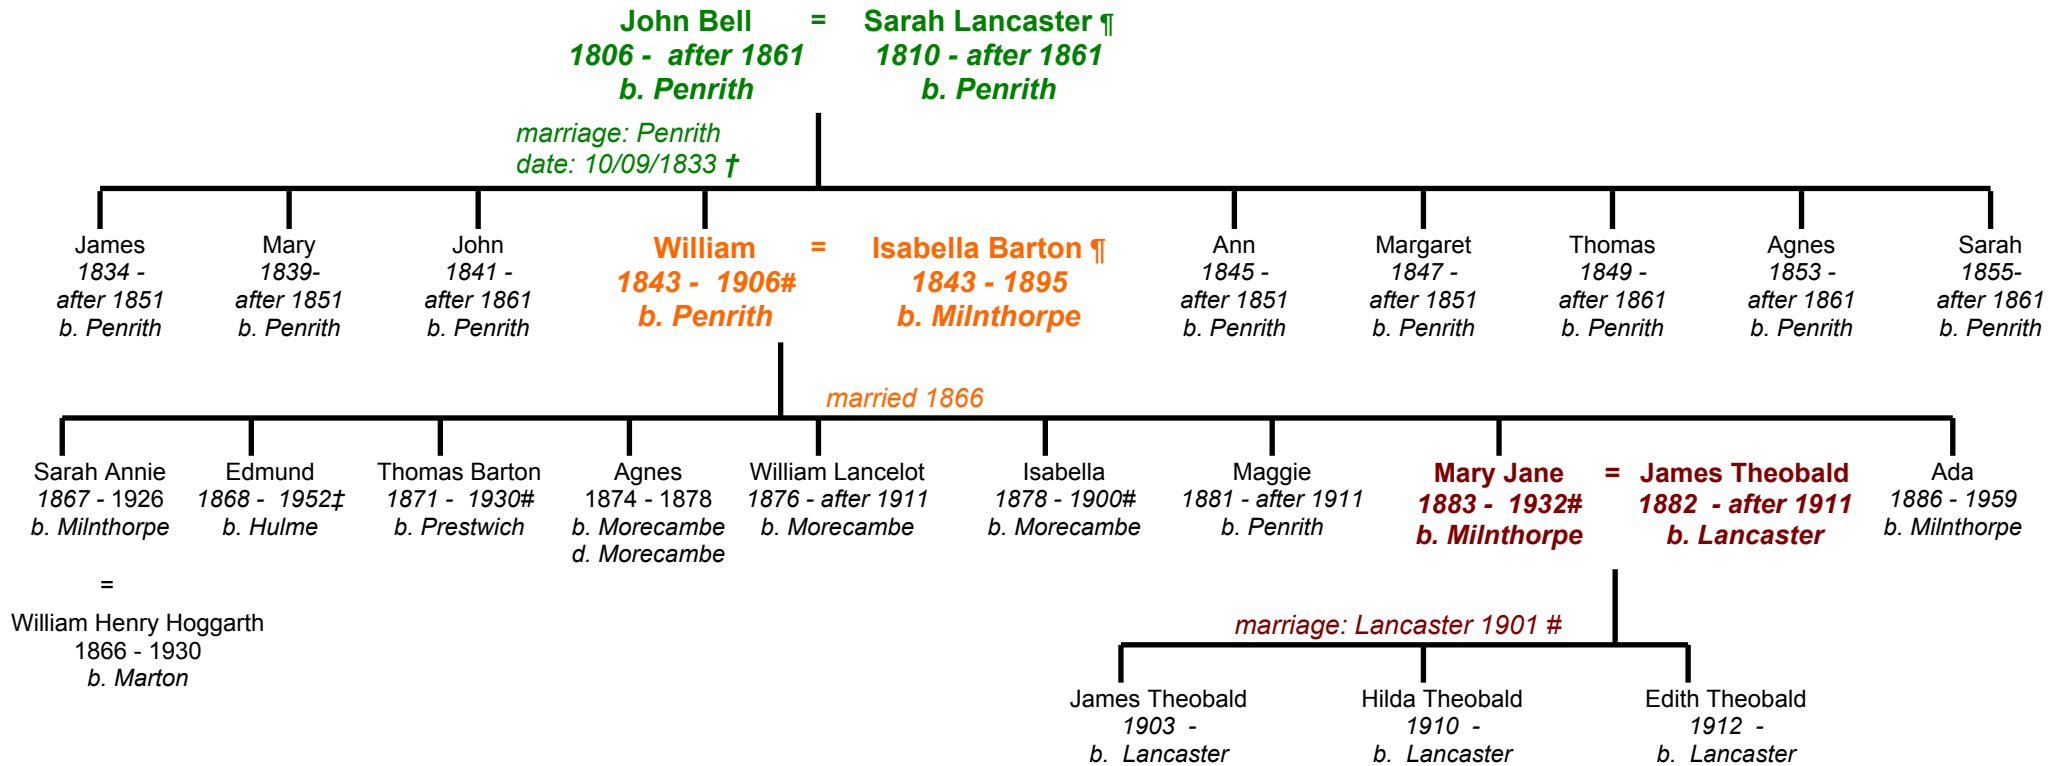 John Bell = Sarah Lancaster ¶
1806 - after 1861 1810 - after 1861
b. Penrith b. Penrith
marriage: Penrith
date: 10/09/1833 †
James Mary John William = Isabella Barton ¶ Ann Margaret Thomas Agnes Sarah
1834 - 1839- 1841 - 1843 - 1906# 1843 - 1895 1845 - 1847 - 1849 - 1853 - 1855-
after 1851 after 1851 after 1861 b. Penrith b. Milnthorpe after 1851 after 1851 after 1861 after 1861 after 1861
b. Penrith b. Penrith b. Penrith b. Penrith b. Penrith b. Penrith b. Penrith b. Penrith
married 1866
Sarah Annie Edmund Thomas Barton Agnes William Lancelot Isabella Maggie Mary Jane = James Theobald Ada
1867 - 1926 1868 - 1952‡ 1871 - 1930# 1874 - 1878 1876 - after 1911 1878 - 1900# 1881 - after 1911 1883 - 1932# 1882 - after 1911 1886 - 1959
b. Milnthorpe b. Hulme b. Prestwich b. Morecambe b. Morecambe b. Morecambe b. Penrith b. Milnthorpe b. Lancaster b. Milnthorpe
d. Morecambe
=
William Henry Hoggarth
1866 - 1930
b. Marton
marriage: Lancaster 1901 #
James Theobald Hilda Theobald Edith Theobald
1903 - 1910 - 1912 -
b. Lancaster b. Lancaster b. Lancaster